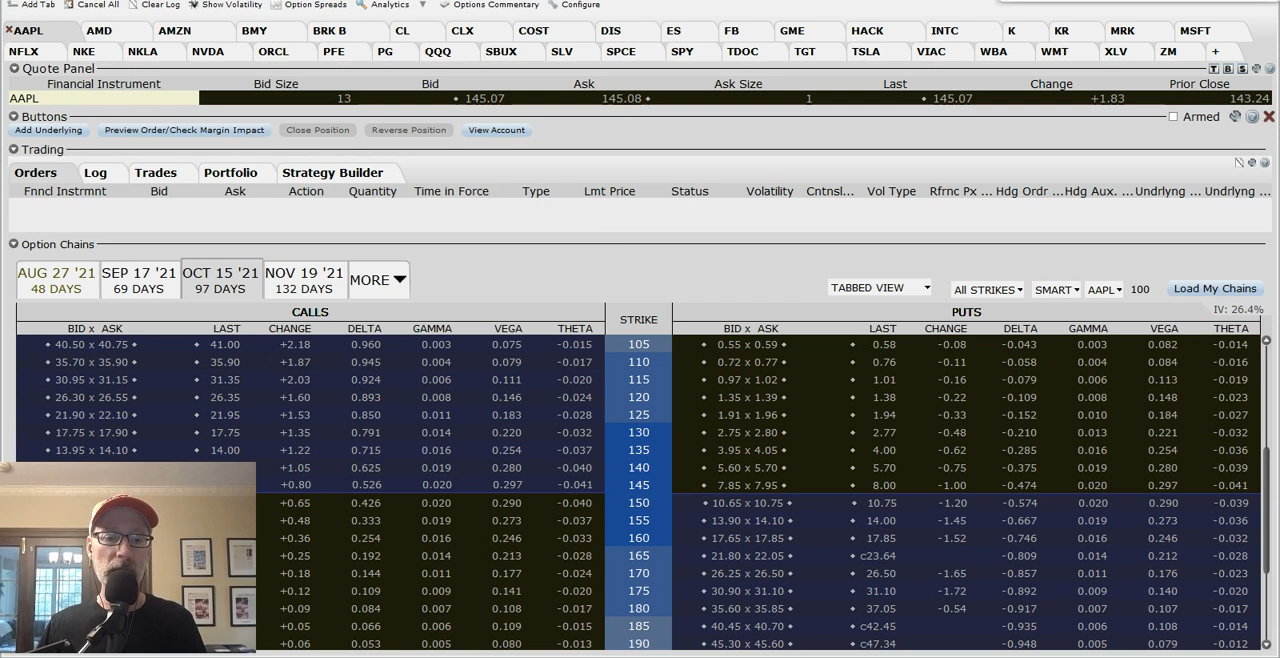 Add Tab Cancel All Clear Log Show Volatility Option Spreads Analytics Options Commentary Configure
AAPL AMD AMZN BMY BRK B CL CLX COST DIS ES FB GME HACK INTC K KR MRK MSFT
NFLX NKE NKLA NVDA ORCL PFE PG QQQ SBUX SLV SPCE SPY TDOC TGT TSLA VIAC WBA WMT XLV ZM +
Quote Panel T B S
Financial Instrument Bid Size Bid Ask Ask Size Last Change Prior Close
AAPL 13 145.07 145.08 1 145.07 +1.83 143.24
Buttons Armed
Add Underlying Preview Order/Check Margin Impact Close Position Reverse Position View Account
Trading
Orders Log Trades Portfolio Strategy Builder
Fnncl Instrmnt Bid Ask Action Quantity Time in Force Type Lmt Price Status Volatility Cntnsl... Vol Type Rfrnc Px ... Hdg Ordr ... Hdg Aux. ... Undrlyng ... Undrlyng ...
Option Chains
AUG 27 '21 SEP 17 '21 OCT 15 '21 NOV 19 '21 MORE
48 DAYS 69 DAYS 97 DAYS 132 DAYS
TABBED VIEW All STRIKES SMART AAPL 100 Load My Chains
CALLS STRIKE PUTS IV: 26.4%
BID x ASK LAST CHANGE DELTA GAMMA VEGA THETA BID x ASK LAST CHANGE DELTA GAMMA VEGA THETA
40.50 x 40.75 41.00 +2.18 0.960 0.003 0.075 -0.015 105 0.55 x 0.59 0.58 -0.08 -0.043 0.003 0.082 -0.014
35.70 x 35.90 35.90 +1.87 0.945 0.004 0.079 -0.017 110 0.72 x 0.77 0.76 -0.11 -0.058 0.004 0.084 -0.016
30.95 x 31.15 31.35 +2.03 0.924 0.006 0.111 -0.020 115 0.97 x 1.02 1.01 -0.16 -0.079 0.006 0.113 -0.019
26.30 x 26.55 26.35 +1.60 0.893 0.008 0.146 -0.024 120 1.35 x 1.39 1.38 -0.22 -0.109 0.008 0.148 -0.023
21.90 x 22.10 21.95 +1.53 0.850 0.011 0.183 -0.028 125 1.91 x 1.96 1.94 -0.33 -0.152 0.010 0.184 -0.027
17.75 x 17.90 17.75 +1.35 0.791 0.014 0.220 -0.032 130 2.75 x 2.80 2.77 -0.48 -0.210 0.013 0.221 -0.032
13.95 x 14.10 14.00 +1.22 0.715 0.016 0.254 -0.037 135 3.95 x 4.05 4.00 -0.62 -0.285 0.016 0.254 -0.036
+1.05 0.625 0.019 0.280 -0.040 140 5.60 x 5.70 5.70 -0.75 -0.375 0.019 0.280 -0.039
+0.80 0.526 0.020 0.297 -0.041 145 7.85 x 7.95 8.00 -1.00 -0.474 0.020 0.297 -0.041
+0.65 0.426 0.020 0.290 -0.040 150 10.65 x 10.75 10.75 -1.20 -0.574 0.020 0.290 -0.039
+0.48 0.333 0.019 0.273 -0.037 155 13.90 x 14.10 14.00 -1.45 -0.667 0.019 0.273 -0.036
+0.36 0.254 0.016 0.246 -0.033 160 17.65 x 17.85 17.85 -1.52 -0.746 0.016 0.246 -0.032
+0.25 0.192 0.014 0.213 -0.028 165 21.80 x 22.05 c23.64 -0.809 0.014 0.212 -0.028
+0.18 0.144 0.011 0.177 -0.024 170 26.25 x 26.50 26.50 -1.65 -0.857 0.011 0.176 -0.023
+0.12 0.109 0.009 0.141 -0.020 175 30.90 x 31.10 31.10 -1.72 -0.892 0.009 0.140 -0.020
+0.09 0.084 0.007 0.108 -0.017 180 35.60 x 35.85 37.05 -0.54 -0.917 0.007 0.107 -0.017
+0.05 0.066 0.006 0.109 -0.015 185 40.45 x 40.70 c42.45 -0.935 0.006 0.108 -0.014
+0.06 0.053 0.005 0.080 -0.013 190 45.30 x 45.60 c47.34 -0.948 0.005 0.079 -0.012